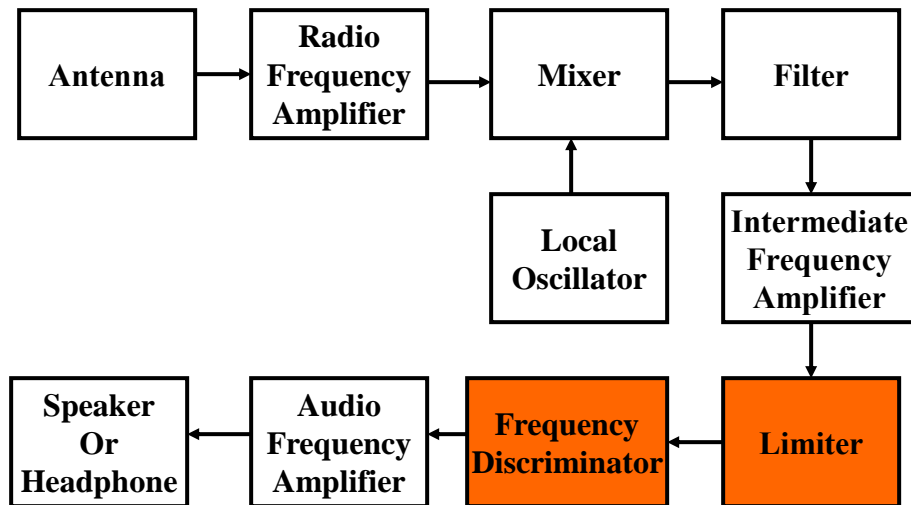 Antenna
Radio
Frequency
Amplifier
Mixer
Filter
Local
Oscillator
Intermediate
Frequency
Amplifier
Speaker
Or
Headphone
Audio
Frequency
Amplifier
Frequency
Discriminator
Limiter